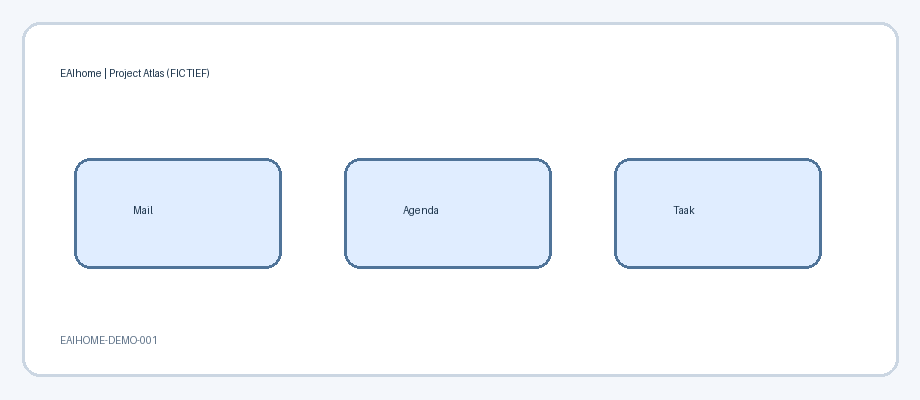 EAIhome | Project Atlas (FICTIEF)
Mail
Agenda
Taak
EAIHOME-DEMO-001